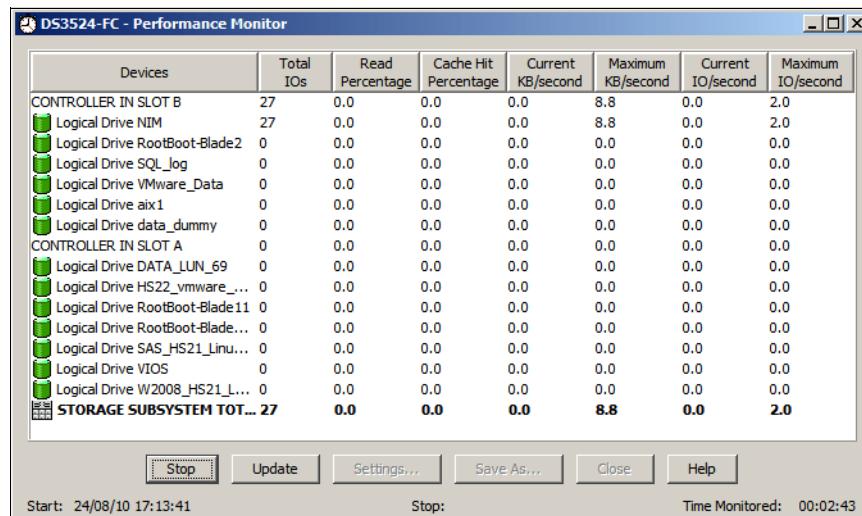 DS3524-FC - Performance Monitor
Devices Total IOs Read Percentage Cache Hit Percentage Current KB/second Maximum KB/second Current IO/second Maximum IO/second
CONTROLLER IN SLOT B 27 0.0 0.0 0.0 8.8 0.0 2.0
Logical Drive NIM 27 0.0 0.0 0.0 8.8 0.0 2.0
Logical Drive RootBoot-Blade2 0 0.0 0.0 0.0 0.0 0.0 0.0
Logical Drive SQL_log 0 0.0 0.0 0.0 0.0 0.0 0.0
Logical Drive VMware_Data 0 0.0 0.0 0.0 0.0 0.0 0.0
Logical Drive aix1 0 0.0 0.0 0.0 0.0 0.0 0.0
Logical Drive data_dummy 0 0.0 0.0 0.0 0.0 0.0 0.0
CONTROLLER IN SLOT A 0 0.0 0.0 0.0 0.0 0.0 0.0
Logical Drive DATA_LUN_69 0 0.0 0.0 0.0 0.0 0.0 0.0
Logical Drive HS22_vmware_... 0 0.0 0.0 0.0 0.0 0.0 0.0
Logical Drive RootBoot-Blade11 0 0.0 0.0 0.0 0.0 0.0 0.0
Logical Drive RootBoot-Blade... 0 0.0 0.0 0.0 0.0 0.0 0.0
Logical Drive SAS_HS21_Linu... 0 0.0 0.0 0.0 0.0 0.0 0.0
Logical Drive VIOS 0 0.0 0.0 0.0 0.0 0.0 0.0
Logical Drive W2008_HS21_L... 0 0.0 0.0 0.0 0.0 0.0 0.0
STORAGE SUBSYSTEM TOT... 27 0.0 0.0 0.0 8.8 0.0 2.0
Stop Update Settings... Save As... Close Help
Start: 24/08/10 17:13:41 Stop: Time Monitored: 00:02:43